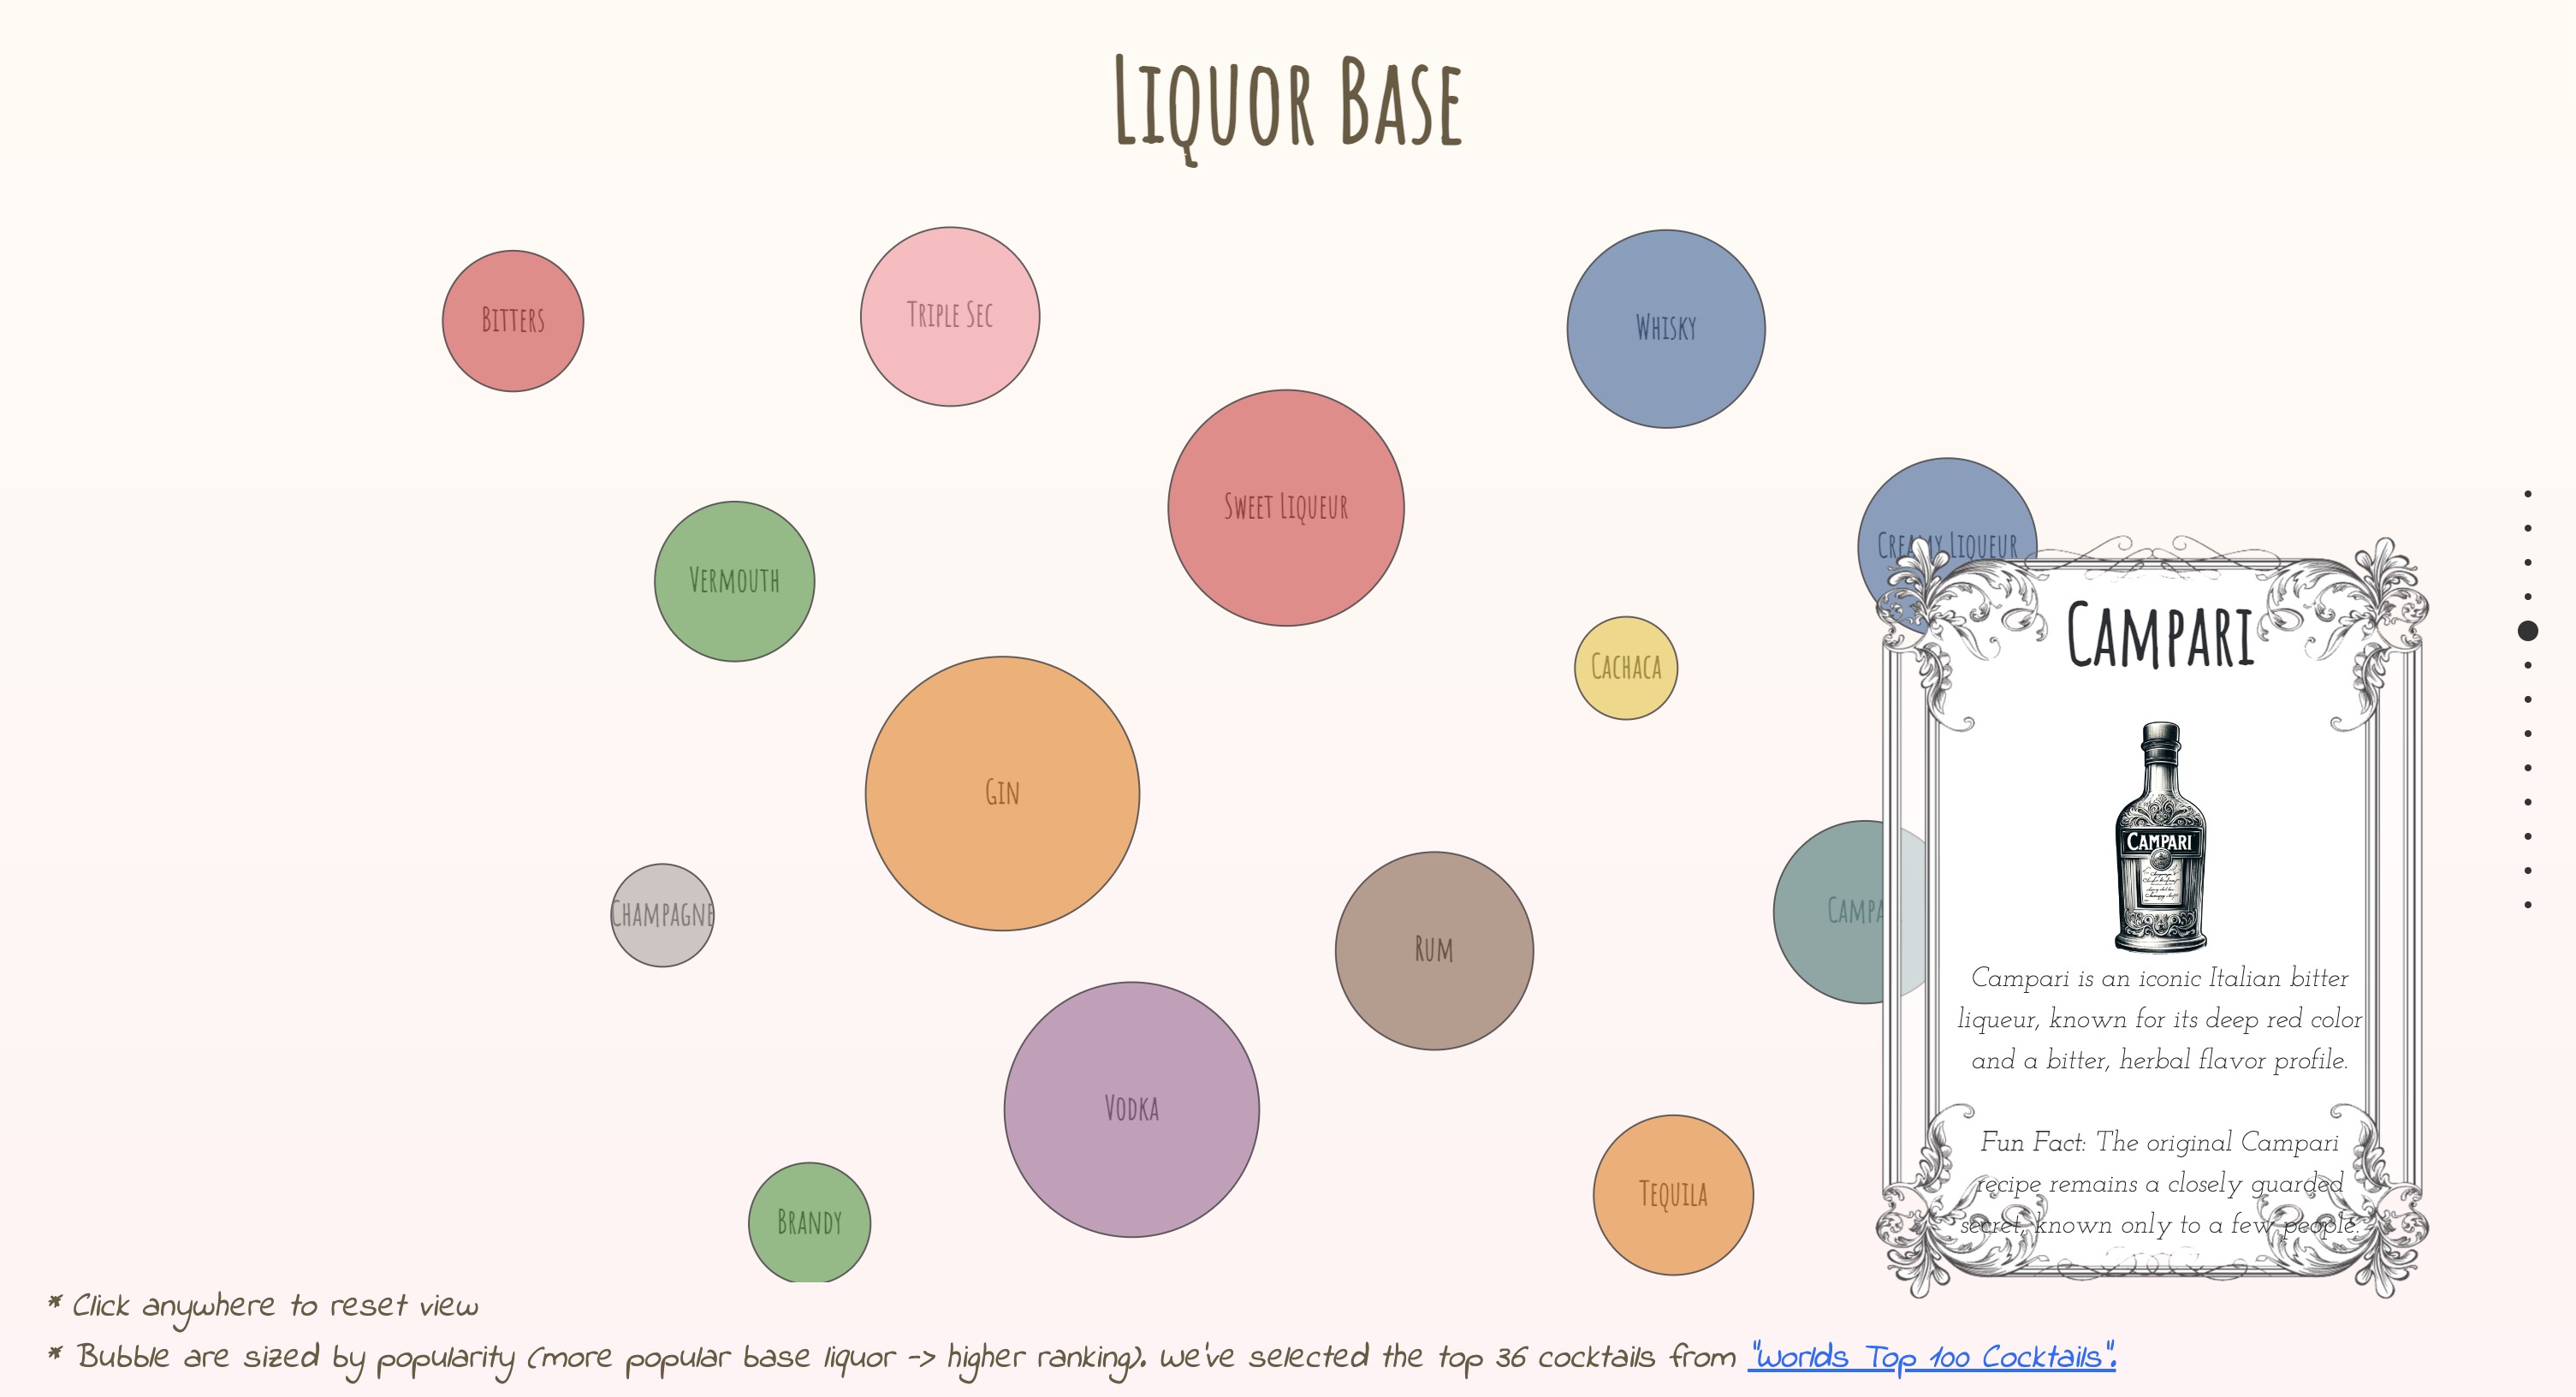 LIQUOR BASE
BITTERS
TRIPLE SEC
WHISKY
SWEET LIQUEUR
CREAMY LIQUEUR
VERMOUTH
CAMPARI
CACHACA
GIN
CAMPARI
CHAMPAGNE
CAMPA
RUM
Campari is an iconic Italian bitter
liqueur, known for its deep red color
and a bitter, herbal flavor profile.
VODKA
Fun Fact: The original Campari
recipe remains a closely guarded
secret, known only to a few people.
TEQUILA
BRANDY
* Click anywhere to reset view
* Bubble are sized by popularity (more popular base liquor -> higher ranking). we've selected the top 36 cocktails from "Worlds Top 100 Cocktails".